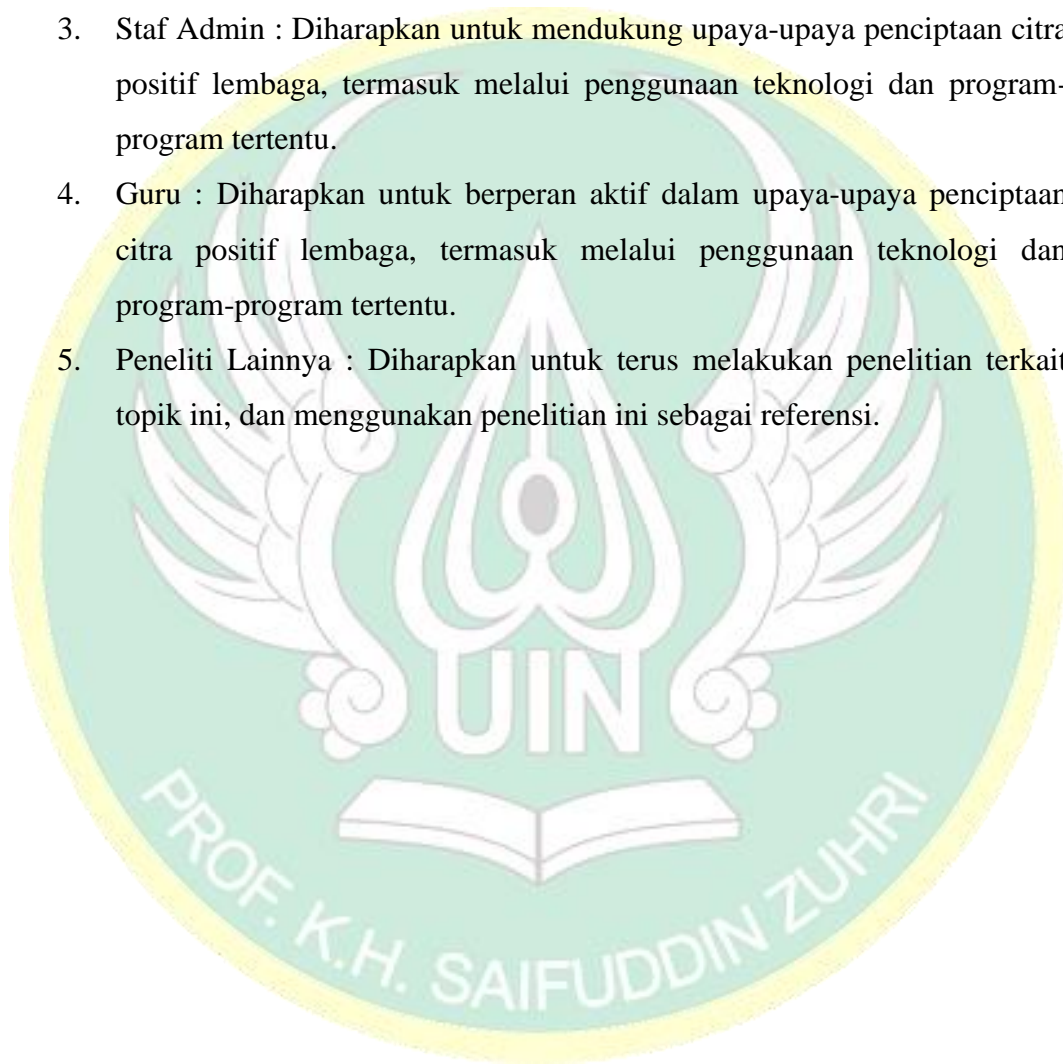 3. Staf Admin : Diharapkan untuk mendukung upaya-upaya penciptaan citra
positif lembaga, termasuk melalui penggunaan teknologi dan program-
program tertentu.
4. Guru : Diharapkan untuk berperan aktif dalam upaya-upaya penciptaan
citra positif lembaga, termasuk melalui penggunaan teknologi dan
program-program tertentu.
5. Peneliti Lainnya : Diharapkan untuk terus melakukan penelitian terkait
topik ini, dan menggunakan penelitian ini sebagai referensi.
UIN
PROF. K.H. SAIFUDDIN ZUHRI